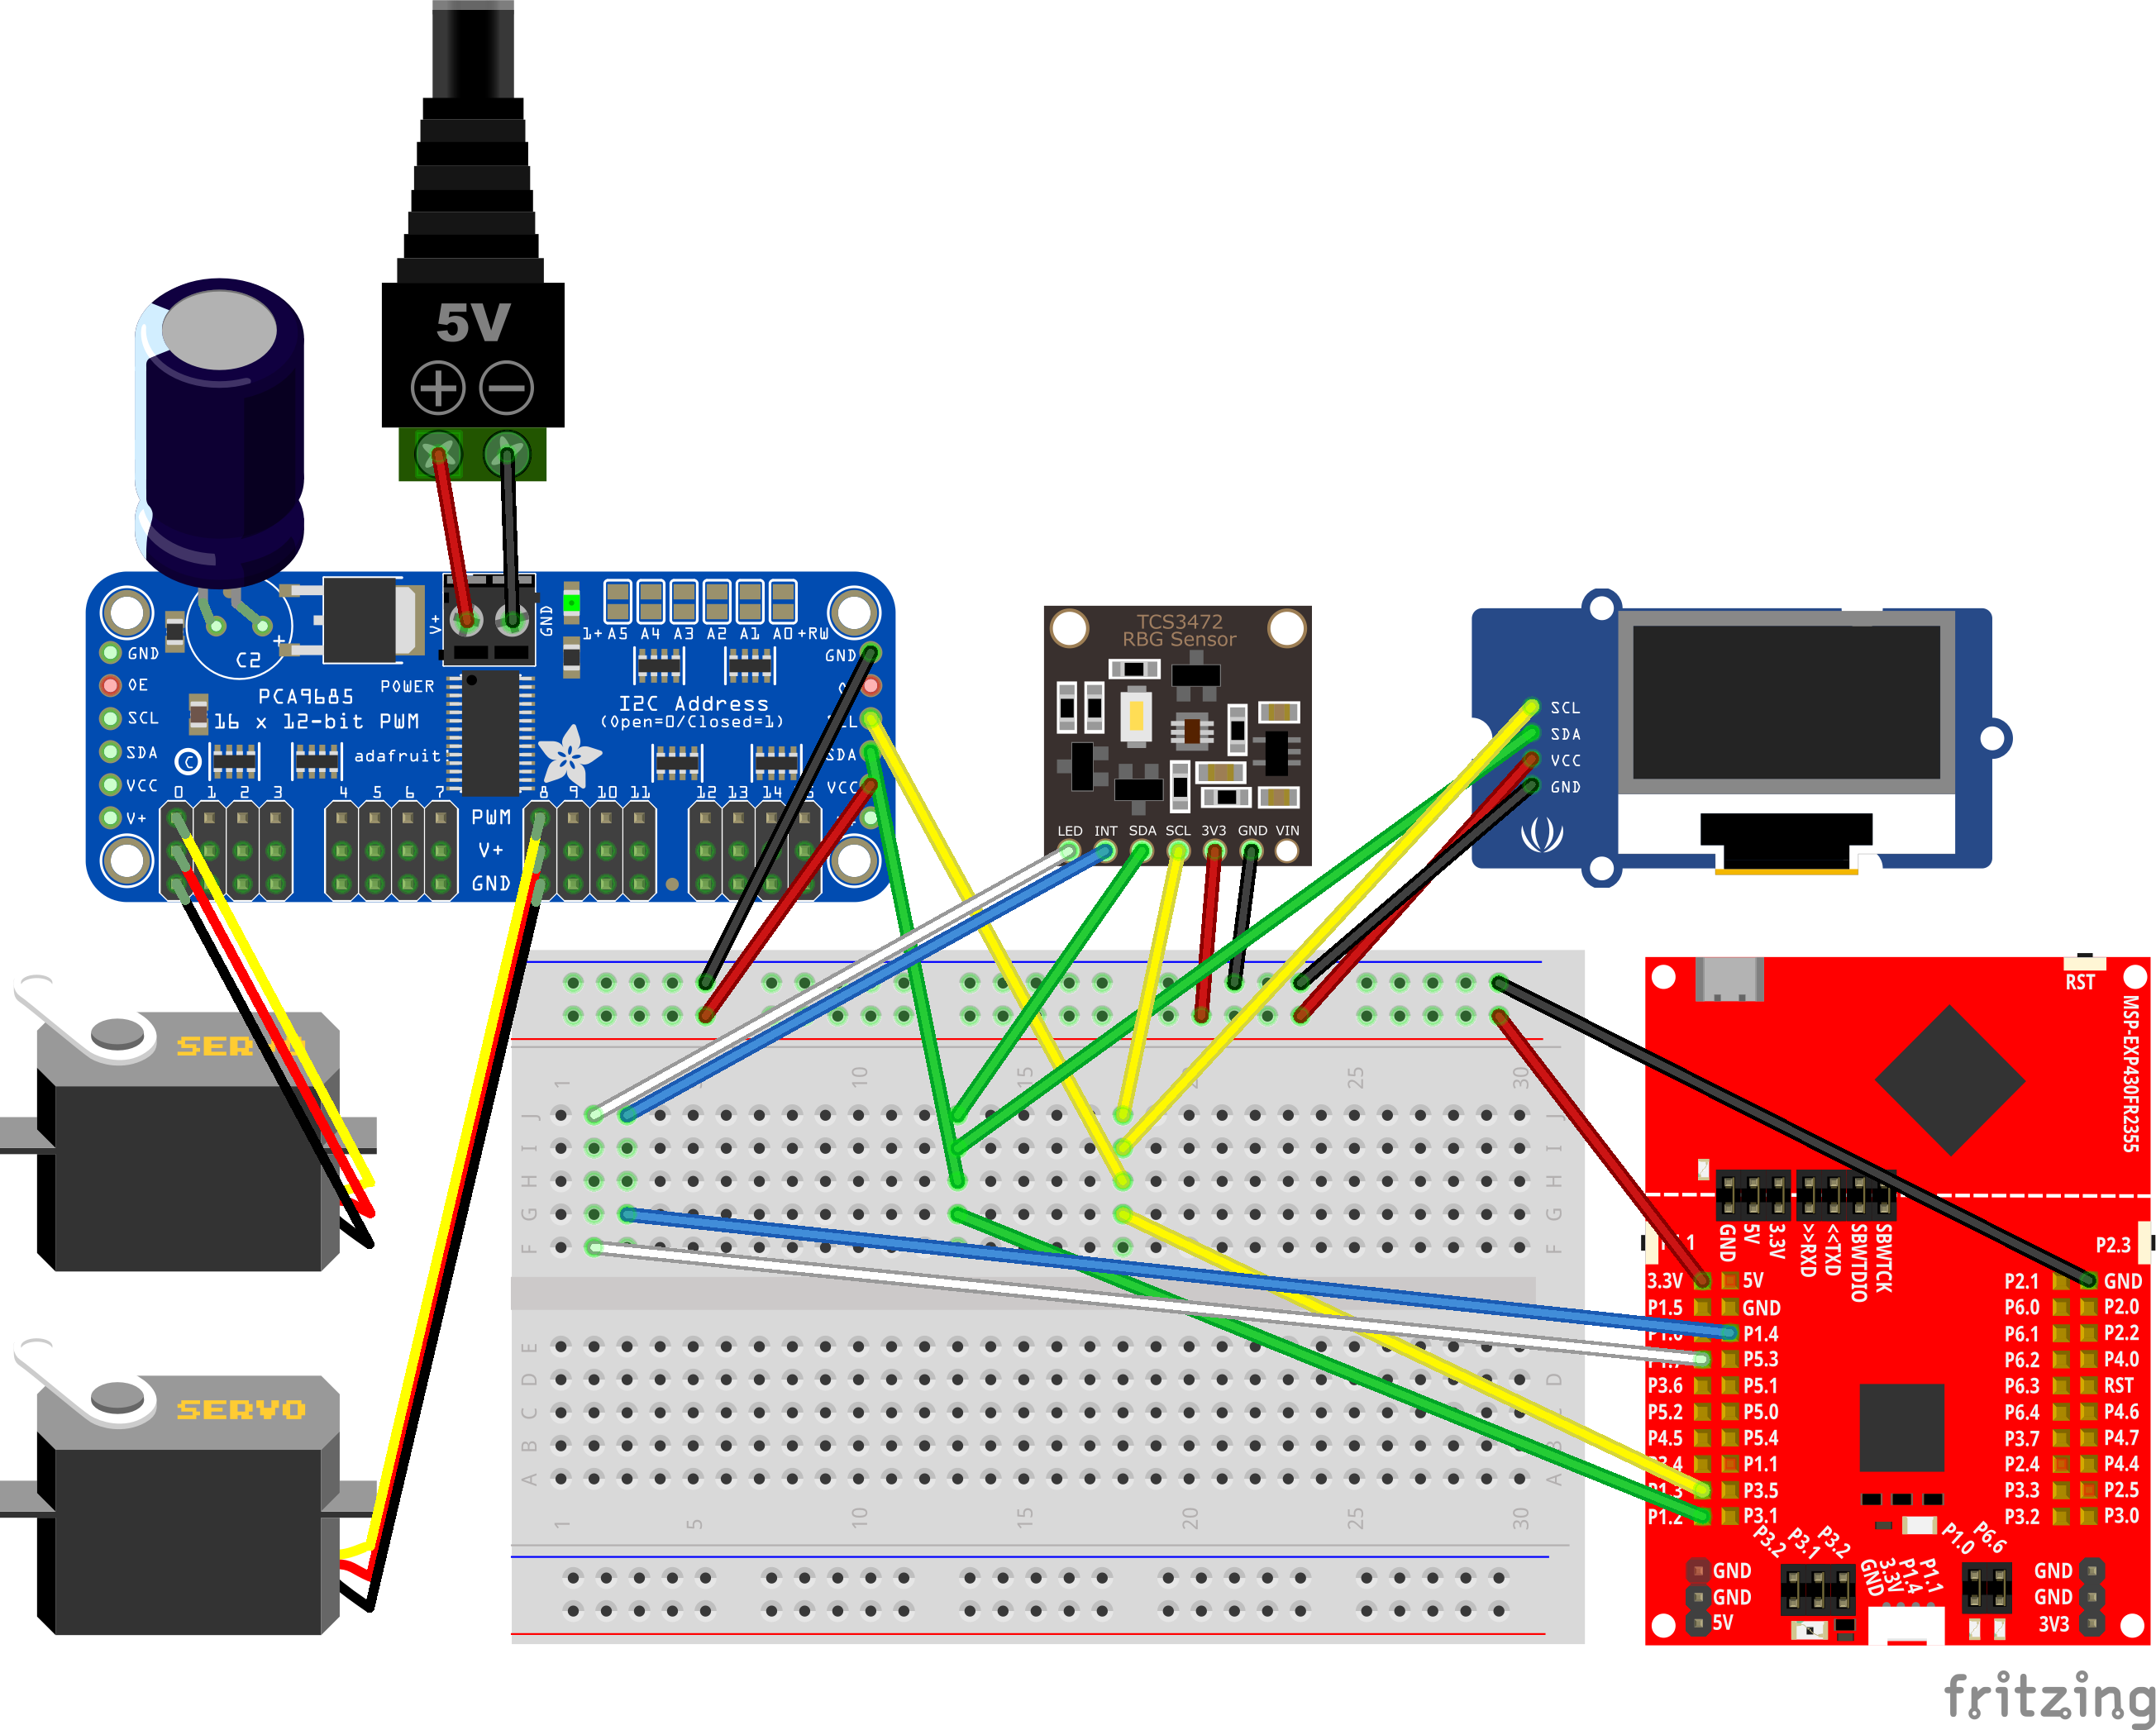 5V
GND
OE
SCL
SDA
VCC
V+
C2
+
PCA9685
16 x 12-bit PWM
adafruit
POWER
V+
GND
1+ A5 A4 A3 A2 A1 A0 +RW
I2C Address
(Open=0/Closed=1)
GND
SDA
VCC
0 1 2 3
4 5 6 7
8 9 10 11
12 13 14
PWM
V+
GND
TCS3472
RBG Sensor
LED INT SDA SCL 3V3 GND VIN
SCL
SDA
VCC
GND
SERVO
1 10 15 25 30
J
I
H
G
F
E
D
C
B
A
1 5 10 15 20 25 30
RST
MSP-EXP430FR2355
GND 5V 3.3V >>RXD <<TXD SBWTDIO SBWTCK
P2.3
3.3V 5V P2.1 GND
P1.5 GND P6.0 P2.0
P1.4 P6.1 P2.2
P5.3 P6.2 P4.0
P3.6 P5.1 P6.3 RST
P5.2 P5.0 P6.4 P4.6
P4.5 P5.4 P3.7 P4.7
P1.1 P2.4 P4.4
P1.3 P3.5 P3.3 P2.5
P1.2 P3.1 P3.2 P3.0
P3.2 P3.1 P3.2 P1.0 P6.6
GND 3.3V P1.4 P1.1
GND GND
GND GND
5V 3V3
fritzing